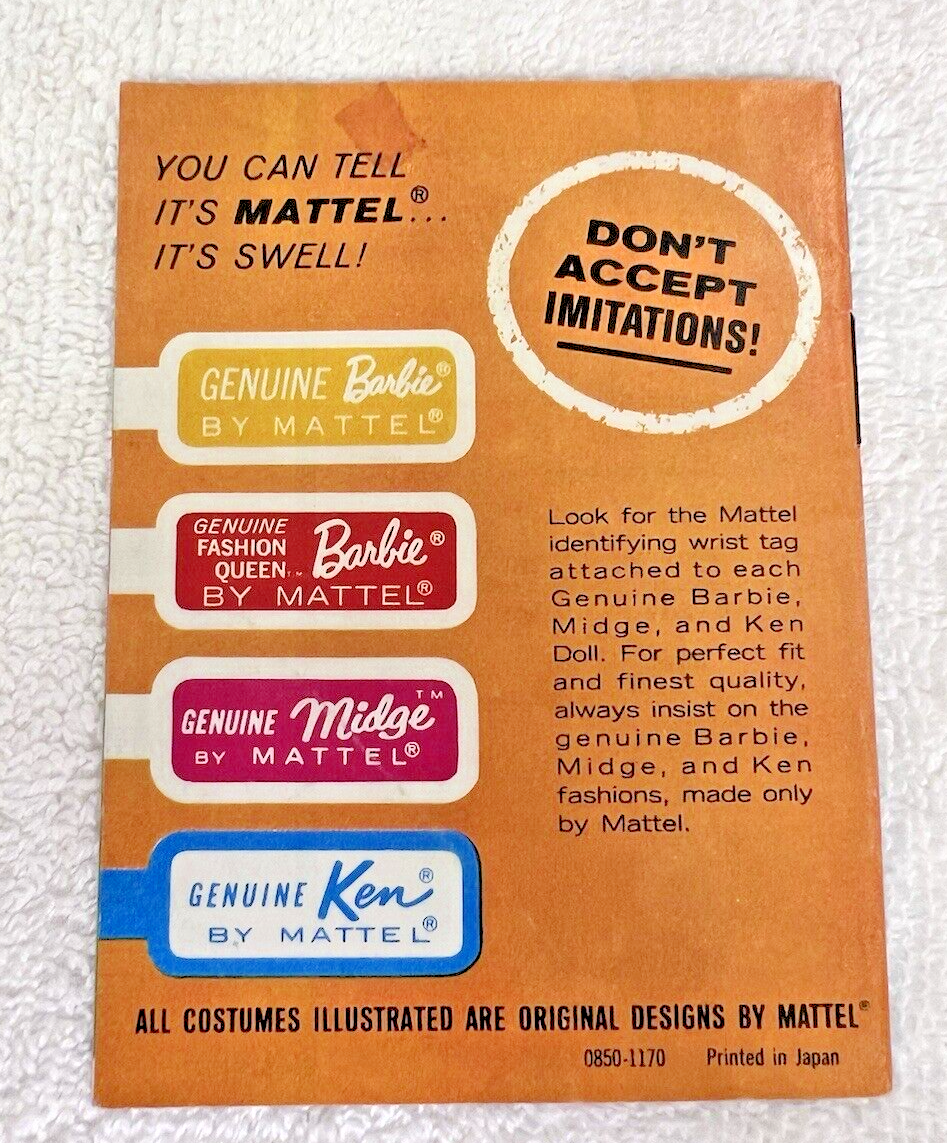 YOU CAN TELL
IT'S MATTEL®...
IT'S SWELL!
DON'T
ACCEPT
IMITATIONS!
GENUINE Barbie®
BY MATTEL®
GENUINE
FASHION
QUEEN™ Barbie®
BY MATTEL®
GENUINE Midge™
BY MATTEL®
GENUINE Ken®
BY MATTEL®
Look for the Mattel
identifying wrist tag
attached to each
Genuine Barbie,
Midge, and Ken
Doll. For perfect fit
and finest quality,
always insist on the
genuine Barbie,
Midge, and Ken
fashions, made only
by Mattel.
ALL COSTUMES ILLUSTRATED ARE ORIGINAL DESIGNS BY MATTEL®
0850-1170 Printed in Japan